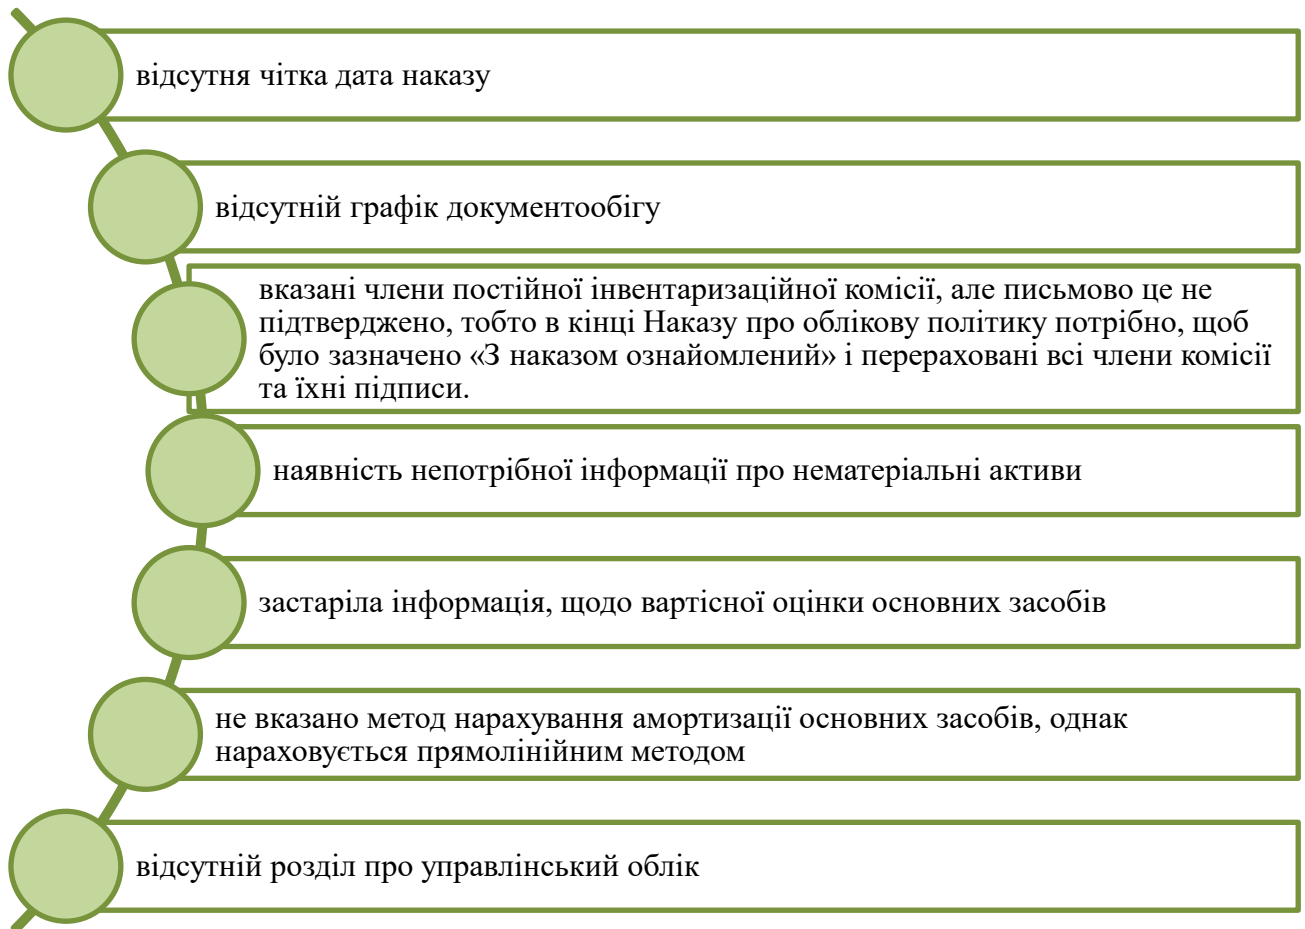 відсутня чітка дата наказу
відсутній графік документообігу
вказані члени постійної інвентаризаційної комісії, але письмово це не
підтверджено, тобто в кінці Наказу про облікову політику потрібно, щоб
було зазначено «З наказом ознайомлений» і перераховані всі члени комісії
та їхні підписи.
наявність непотрібної інформації про нематеріальні активи
застаріла інформація, щодо вартісної оцінки основних засобів
не вказано метод нарахування амортизації основних засобів, однак
нараховується прямолінійним методом
відсутній розділ про управлінський облік